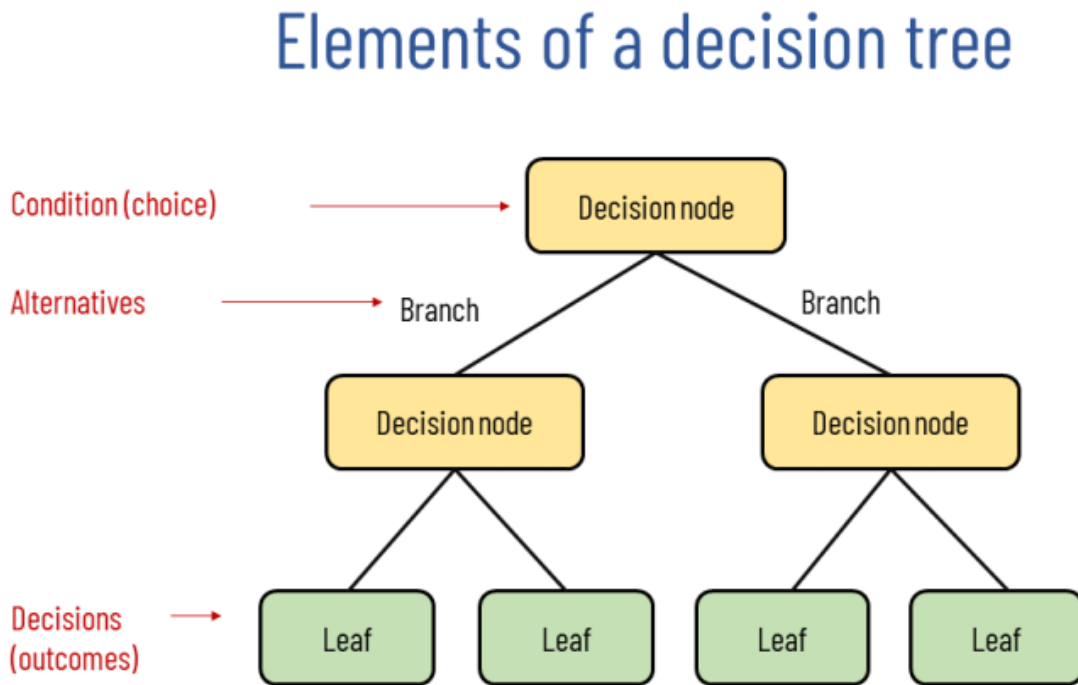 Elements of a decision tree
Condition (choice)
Decision node
Alternatives
Branch
Branch
Decision node
Decision node
Decisions
(outcomes)
Leaf
Leaf
Leaf
Leaf